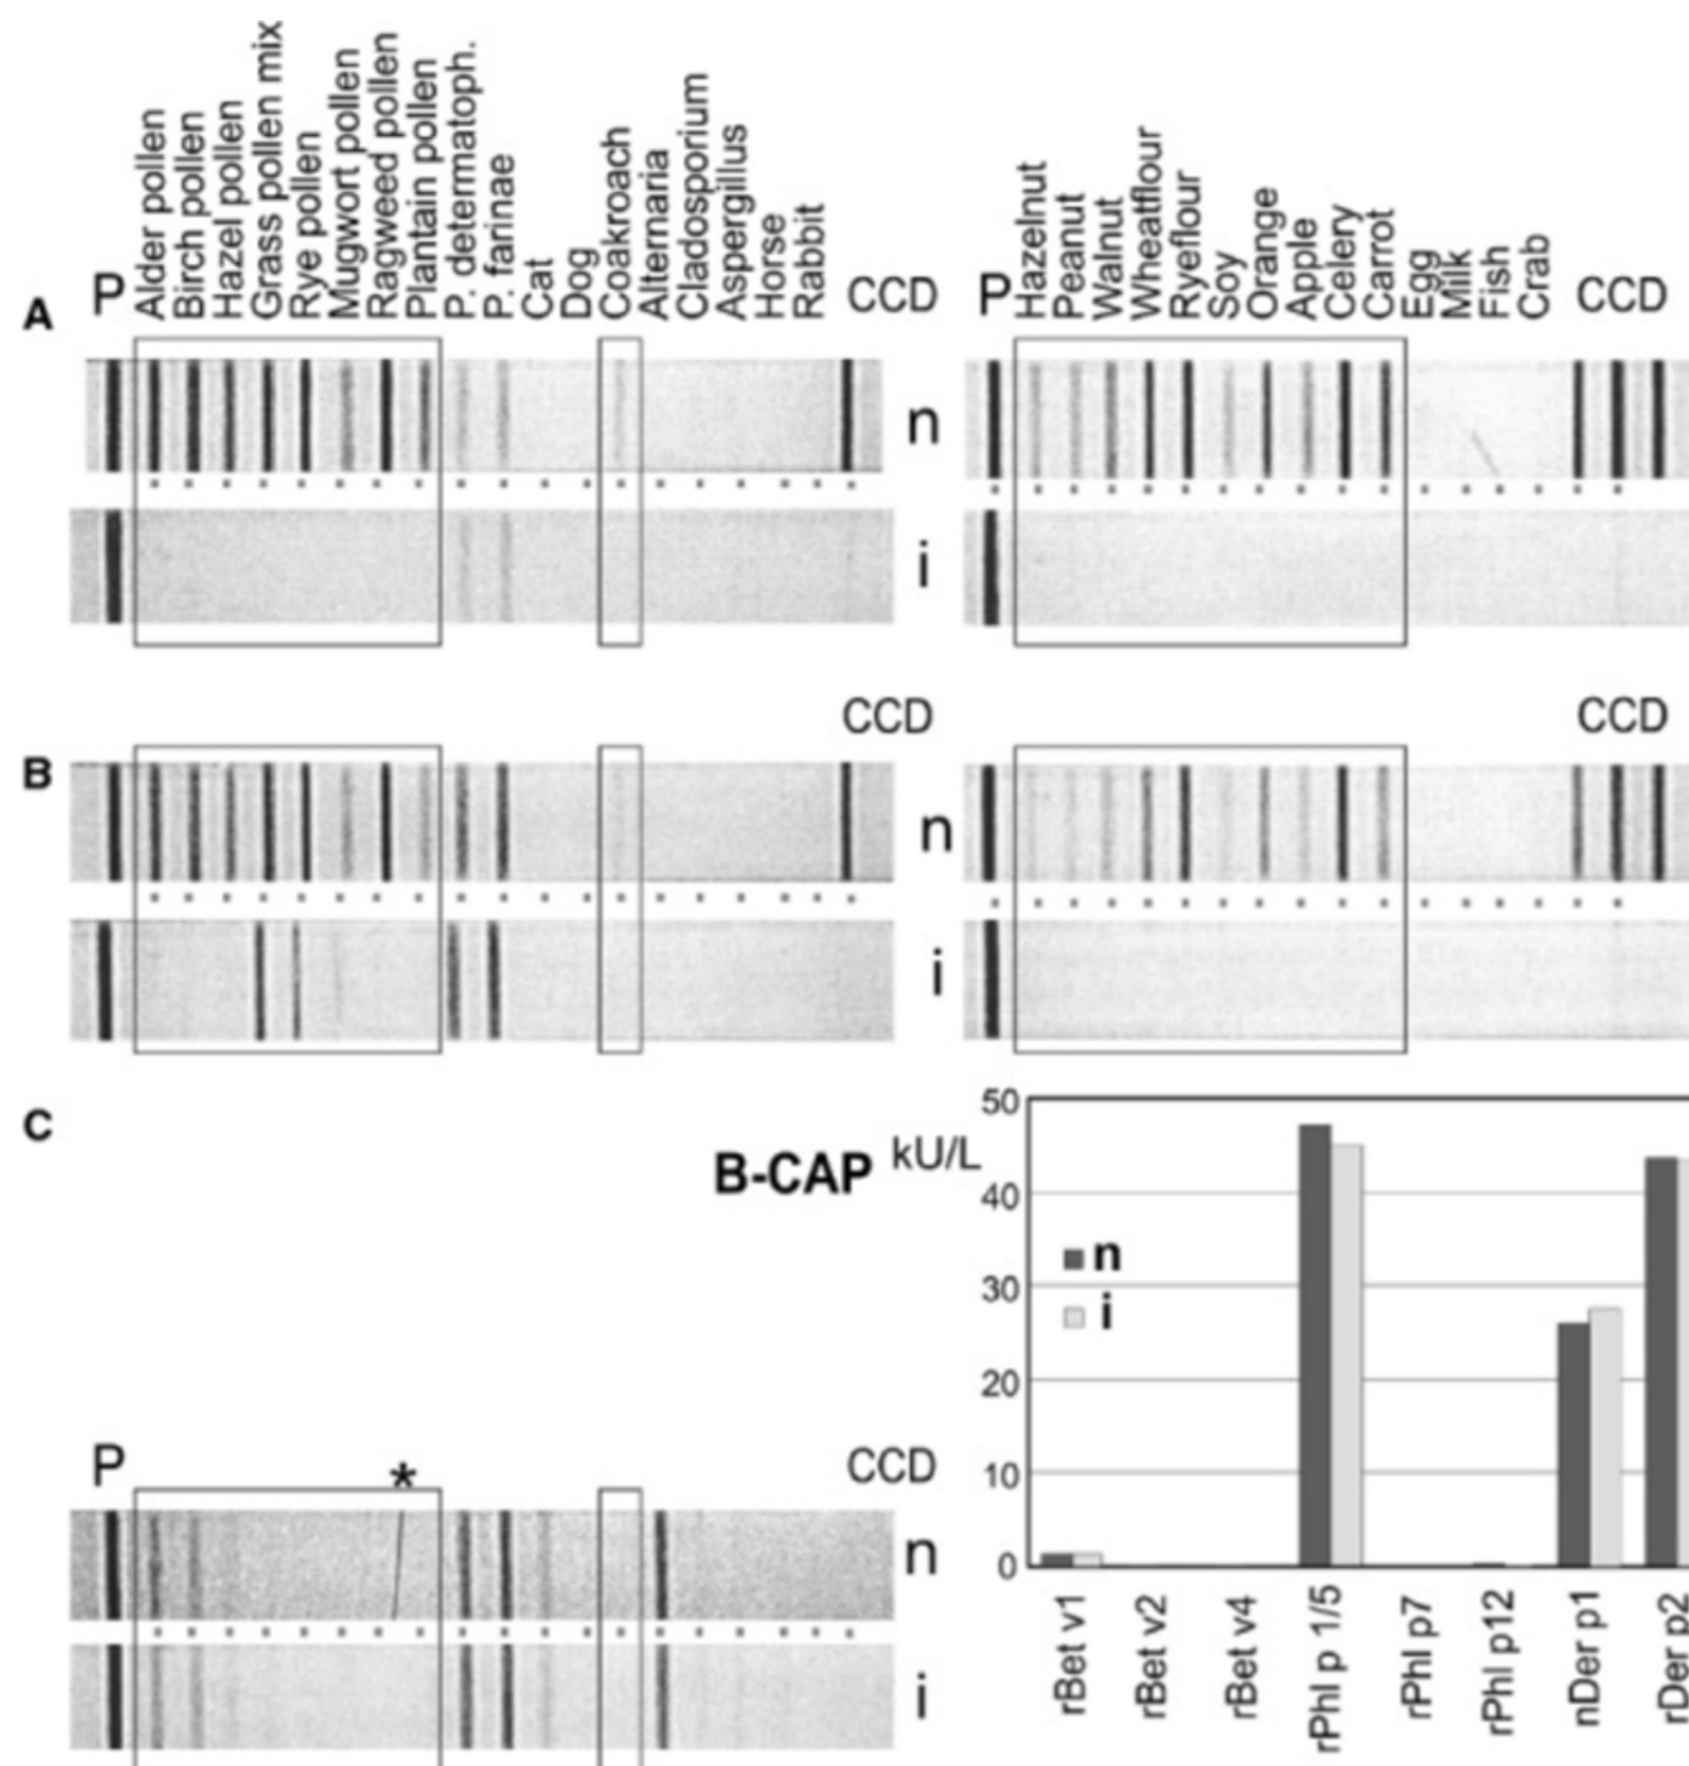 A
P
Alder pollen
Birch pollen
Hazel pollen
Grass pollen mix
Rye pollen
Mugwort pollen
Ragweed pollen
Plantain pollen
P. determatoph.
P. farinae
Cat
Dog
Coakroach
Alternaria
Cladosporium
Aspergillus
Horse
Rabbit
CCD
P
Hazelnut
Peanut
Walnut
Wheatflour
Ryeflour
Soy
Orange
Apple
Celery
Carrot
Egg
Milk
Fish
Crab
CCD
n
i
CCD
CCD
B
n
i
C
B-CAP
kU/L
50
40
30
20
10
0
n
i
rBet v1
rBet v2
rBet v4
rPhl p 1/5
rPhl p7
rPhl p12
nDer p1
rDer p2
P
*
CCD
n
i